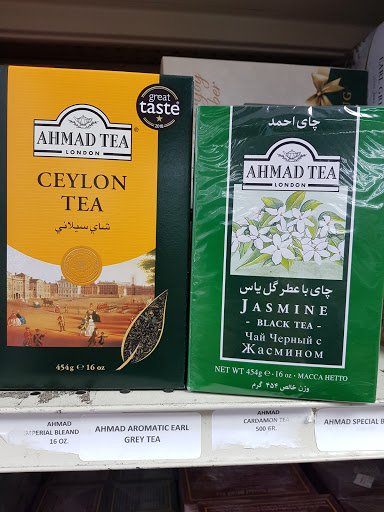 great
taste
AHMAD TEA
LONDON
CEYLON
TEA
شاي سيلاني
454g ℮ 16 oz
چای احمد
AHMAD TEA
LONDON
چای با عطر گل یاس
JASMINE
- BLACK TEA -
Чай Черный с
Жасмином
NET WT 454g ℮ · 16 oz · МАССА НЕТТО
وزن خالص ۴۵۴ گرم
AHMAD
MPERIAL BLEAND
16 OZ.
AHMAD AROMATIC EARL
GREY TEA
AHMAD
CARDAMON TEA
500 GR.
AHMAD SPECIAL B